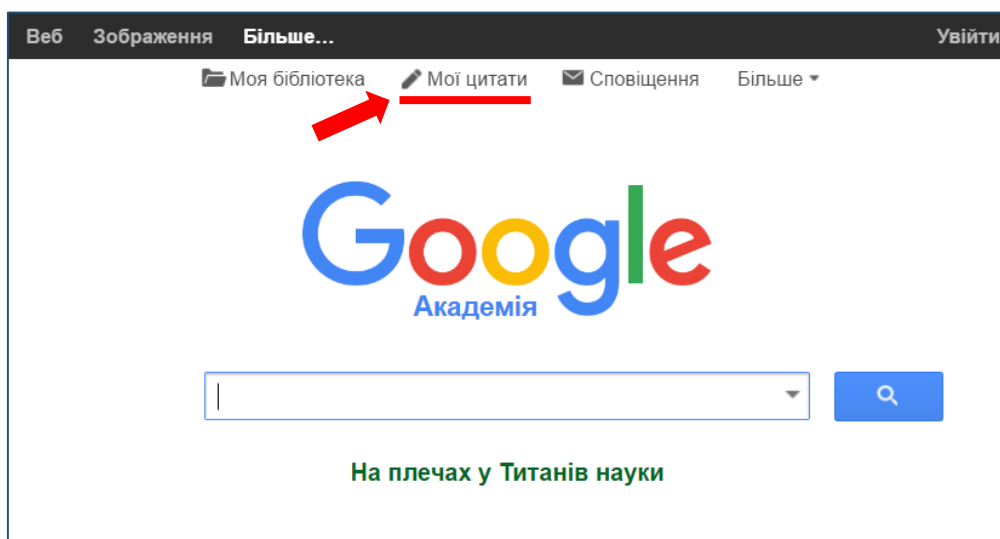 Веб Зображення Більше... Увійти
Моя бібліотека Мої цитати Сповіщення Більше
Google
Академія
На плечах у Титанів науки